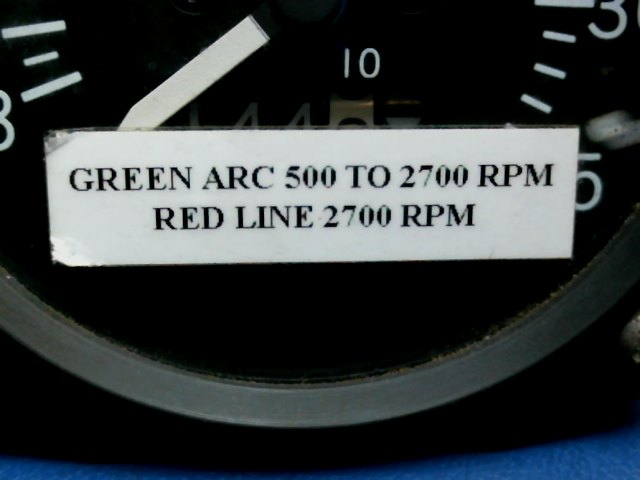 10
GREEN ARC 500 TO 2700 RPM
RED LINE 2700 RPM